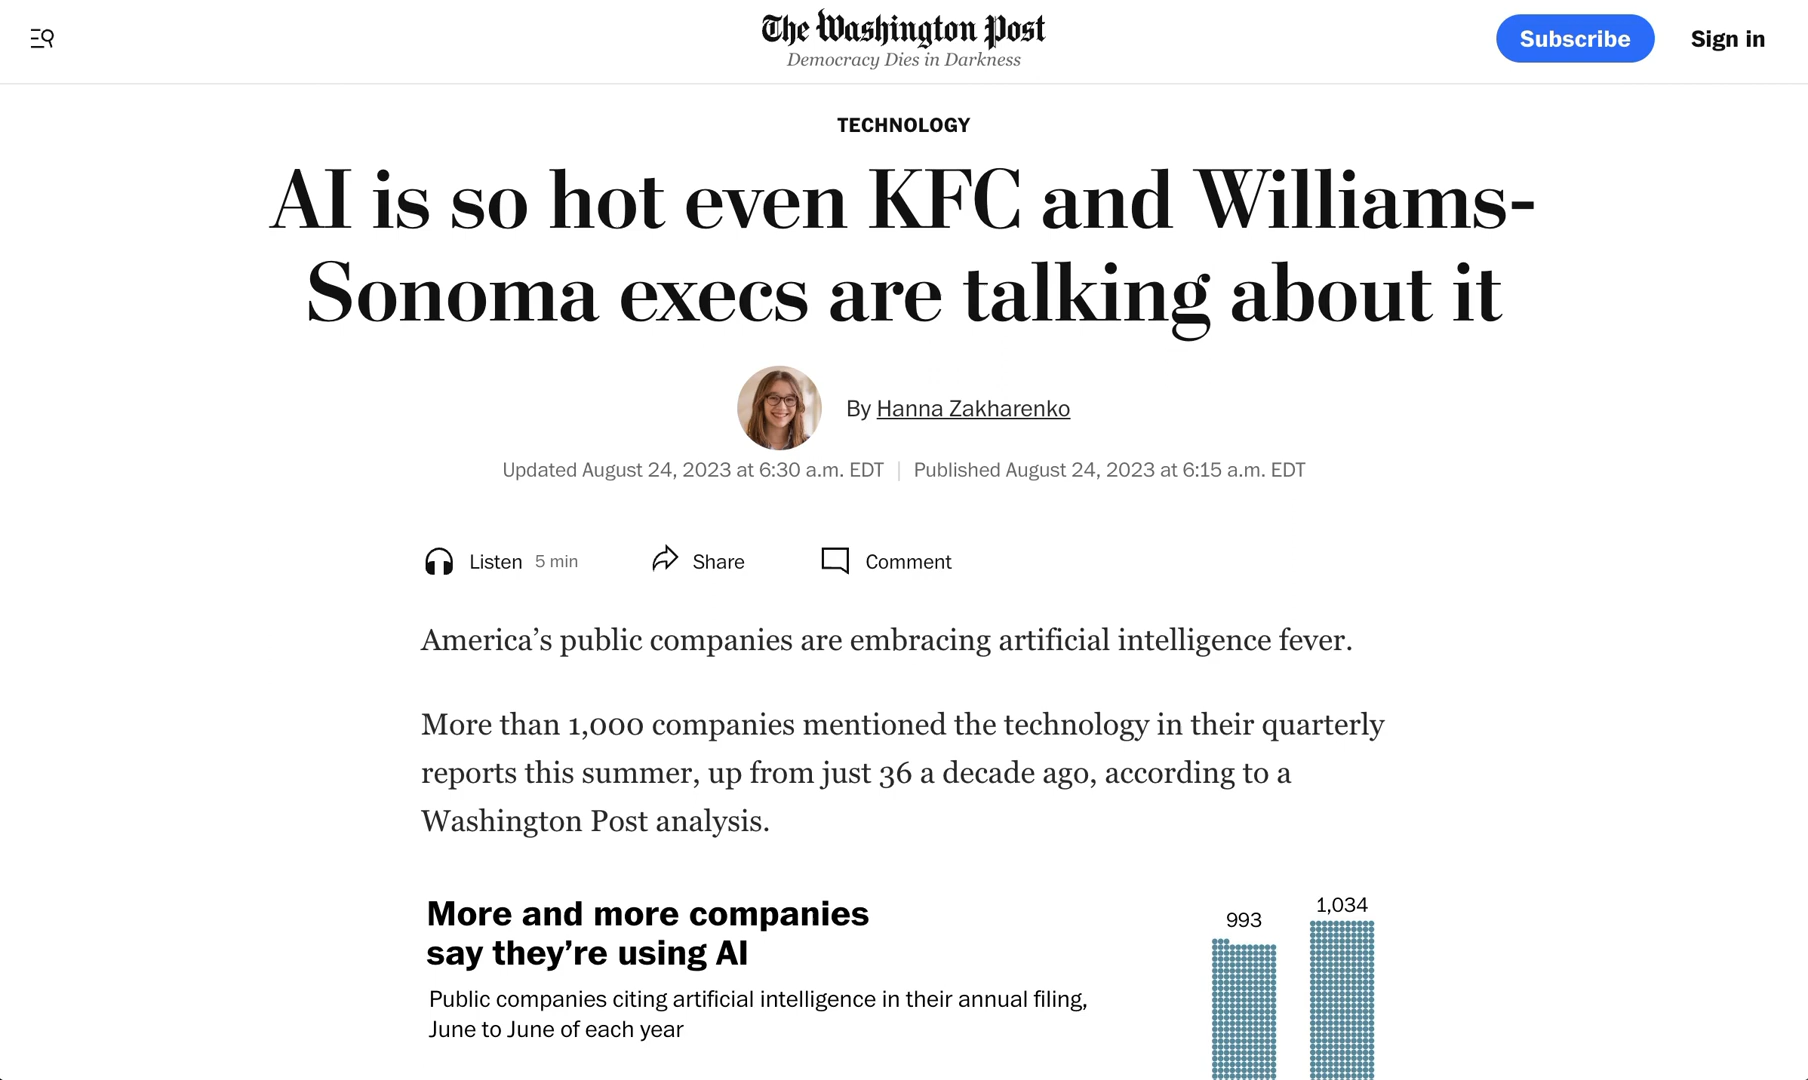 The Washington Post
Democracy Dies in Darkness
Subscribe
Sign in
TECHNOLOGY
AI is so hot even KFC and Williams-
Sonoma execs are talking about it
By Hanna Zakharenko
Updated August 24, 2023 at 6:30 a.m. EDT | Published August 24, 2023 at 6:15 a.m. EDT
Listen 5 min
Share
Comment
America’s public companies are embracing artificial intelligence fever.
More than 1,000 companies mentioned the technology in their quarterly
reports this summer, up from just 36 a decade ago, according to a
Washington Post analysis.
More and more companies
say they’re using AI
Public companies citing artificial intelligence in their annual filing,
June to June of each year
993
1,034